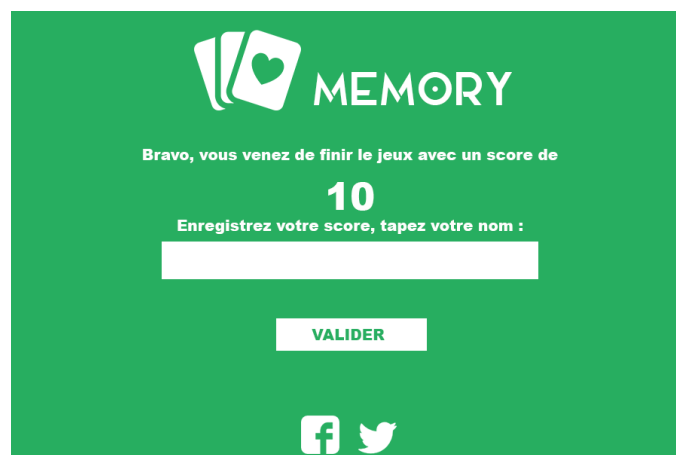 MEMORY
Bravo, vous venez de finir le jeux avec un score de
10
Enregistrez votre score, tapez votre nom :
VALIDER